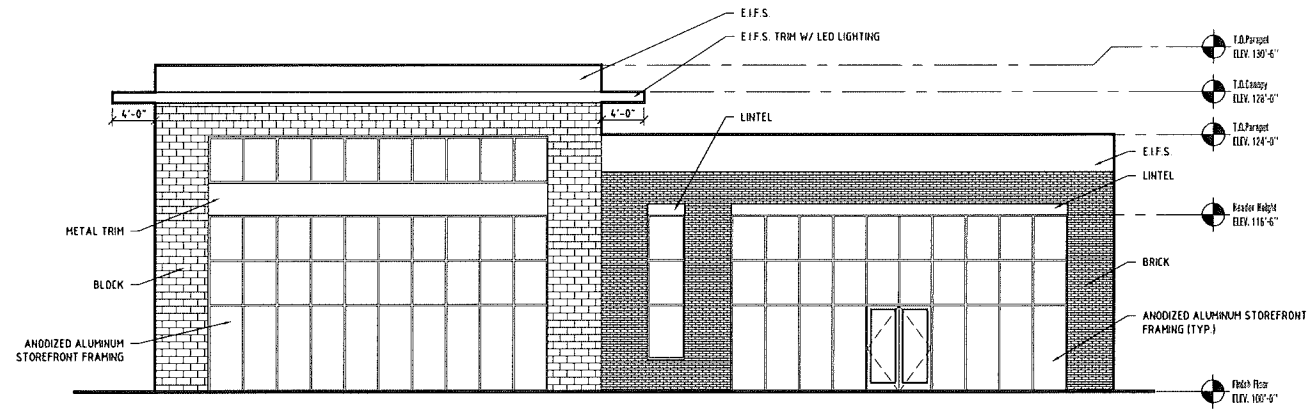 E.I.F.S.
E.I.F.S. TRIM W/ LED LIGHTING
T.O.Parapet
ELEV. 130'-6"
T.O.Canopy
ELEV. 128'-0"
4'-0"
4'-0"
LINTEL
T.O.Parapet
ELEV. 124'-0"
E.I.F.S.
LINTEL
Header Height
ELEV. 116'-6"
METAL TRIM
BLOCK
BRICK
ANODIZED ALUMINUM
STOREFRONT FRAMING
ANODIZED ALUMINUM STOREFRONT
FRAMING (TYP.)
Finish Floor
ELEV. 100'-0"